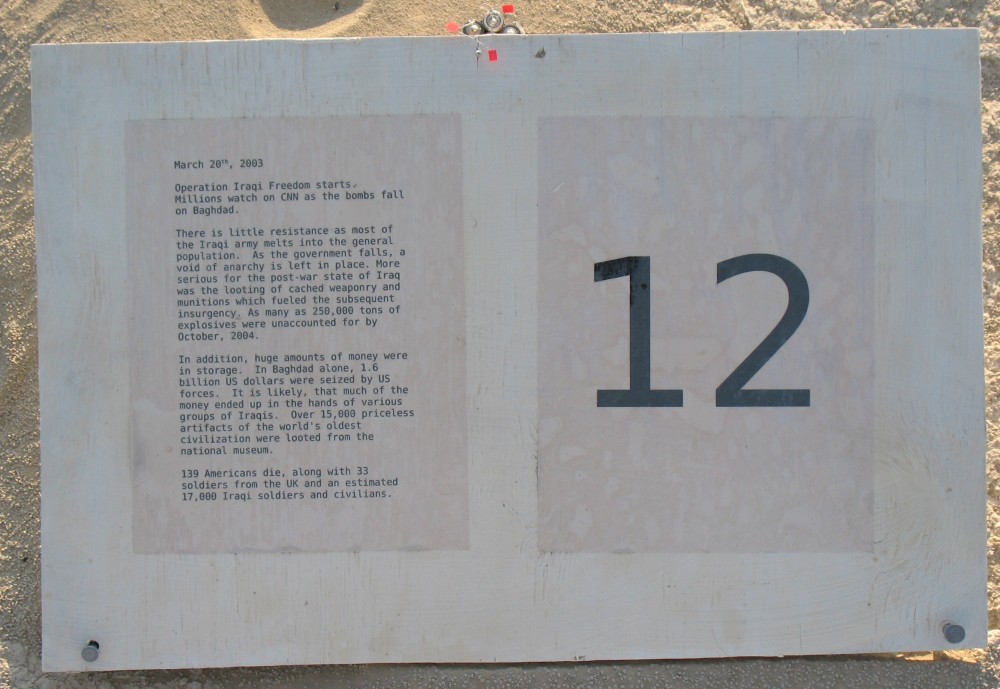 March 20th, 2003
Operation Iraqi Freedom starts.
Millions watch on CNN as the bombs fall
on Baghdad.
There is little resistance as most of
the Iraqi army melts into the general
population. As the government falls, a
void of anarchy is left in place. More
serious for the post-war state of Iraq
was the looting of cached weaponry and
munitions which fueled the subsequent
insurgency. As many as 250,000 tons of
explosives were unaccounted for by
October, 2004.
In addition, huge amounts of money were
in storage. In Baghdad alone, 1.6
billion US dollars were seized by US
forces. It is likely, that much of the
money ended up in the hands of various
groups of Iraqis. Over 15,000 priceless
artifacts of the world's oldest
civilization were looted from the
national museum.
139 Americans die, along with 33
soldiers from the UK and an estimated
17,000 Iraqi soldiers and civilians.
12